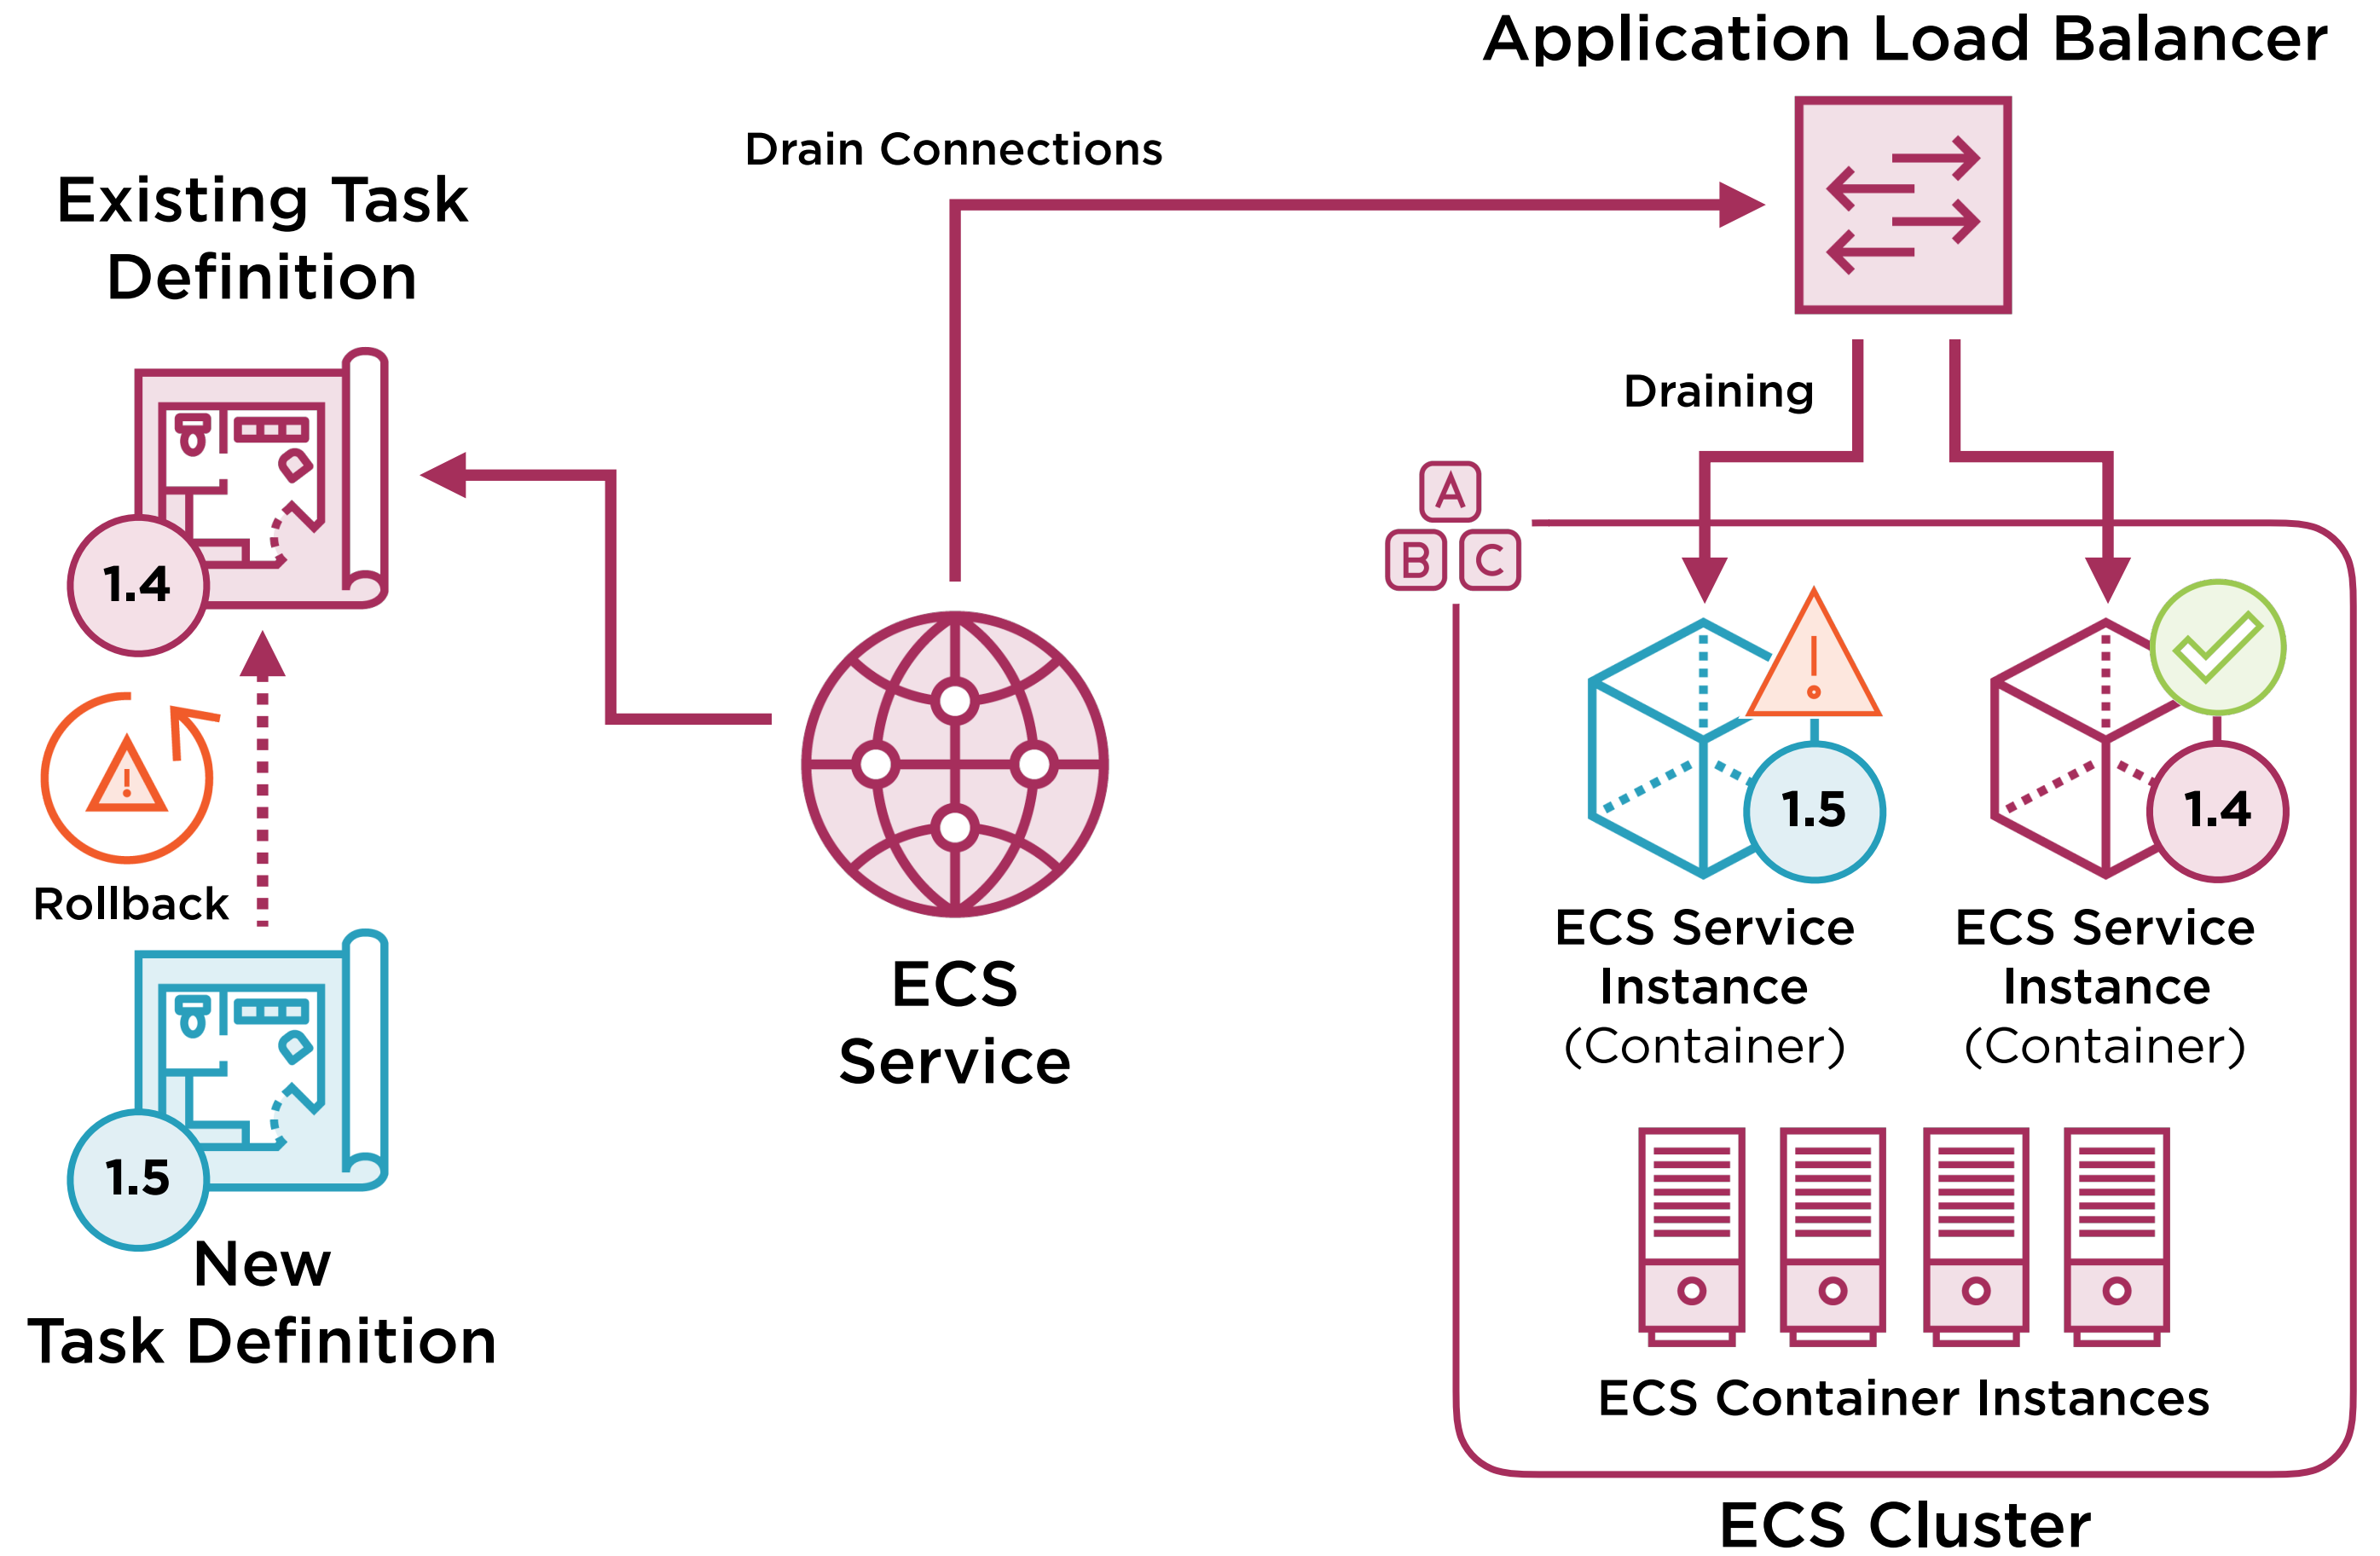 Application Load Balancer
Drain Connections
Existing Task
Definition
Draining
A
B
C
1.4
Rollback
1.5
1.4
ECS
Service
ECS Service
Instance
(Container)
ECS Service
Instance
(Container)
1.5
New
Task Definition
ECS Container Instances
ECS Cluster